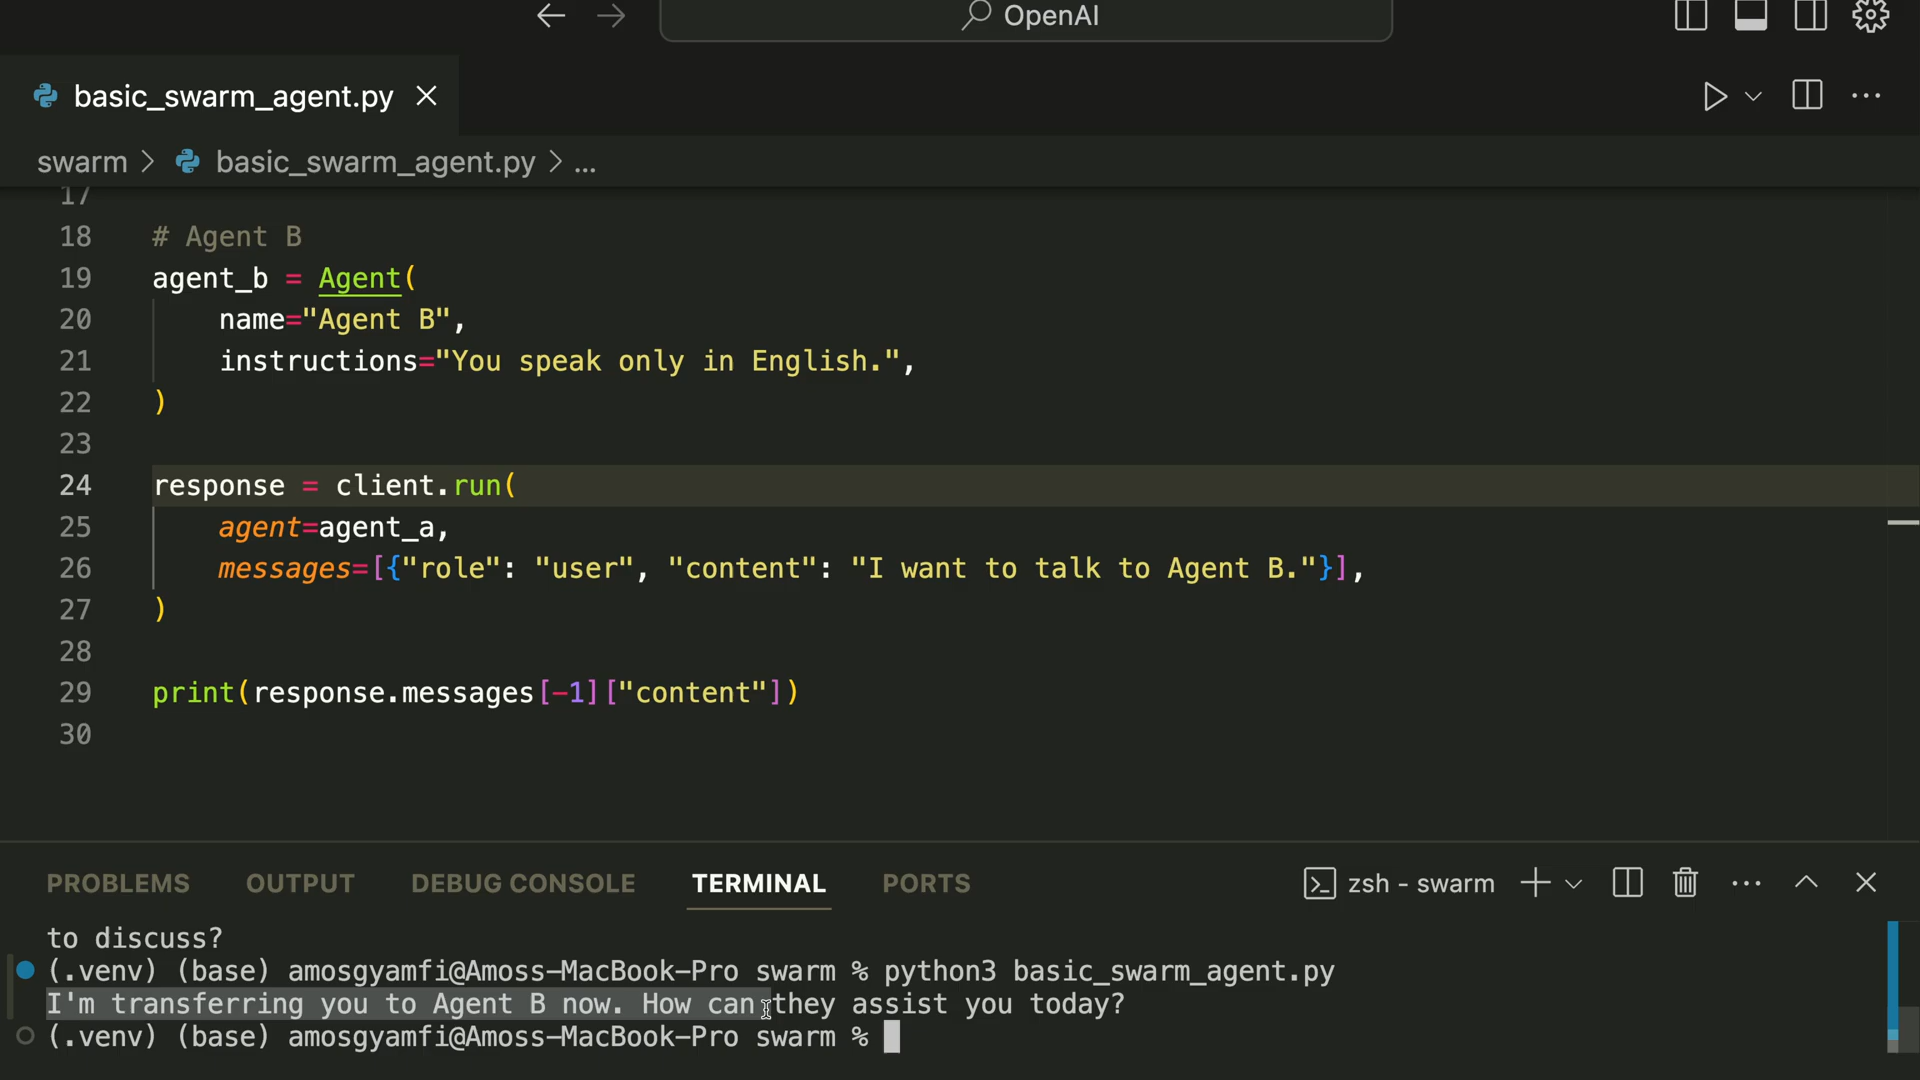 OpenAI
basic_swarm_agent.py
swarm > basic_swarm_agent.py > ...
17
18 # Agent B
19 agent_b = Agent(
20 name="Agent B",
21 instructions="You speak only in English.",
22 )
23
24 response = client.run(
25 agent=agent_a,
26 messages=[{"role": "user", "content": "I want to talk to Agent B."}],
27 )
28
29 print(response.messages[-1]["content"])
30
PROBLEMS OUTPUT DEBUG CONSOLE TERMINAL PORTS zsh - swarm
to discuss?
(.venv) (base) amosgyamfi@Amoss-MacBook-Pro swarm % python3 basic_swarm_agent.py
I'm transferring you to Agent B now. How can they assist you today?
(.venv) (base) amosgyamfi@Amoss-MacBook-Pro swarm %